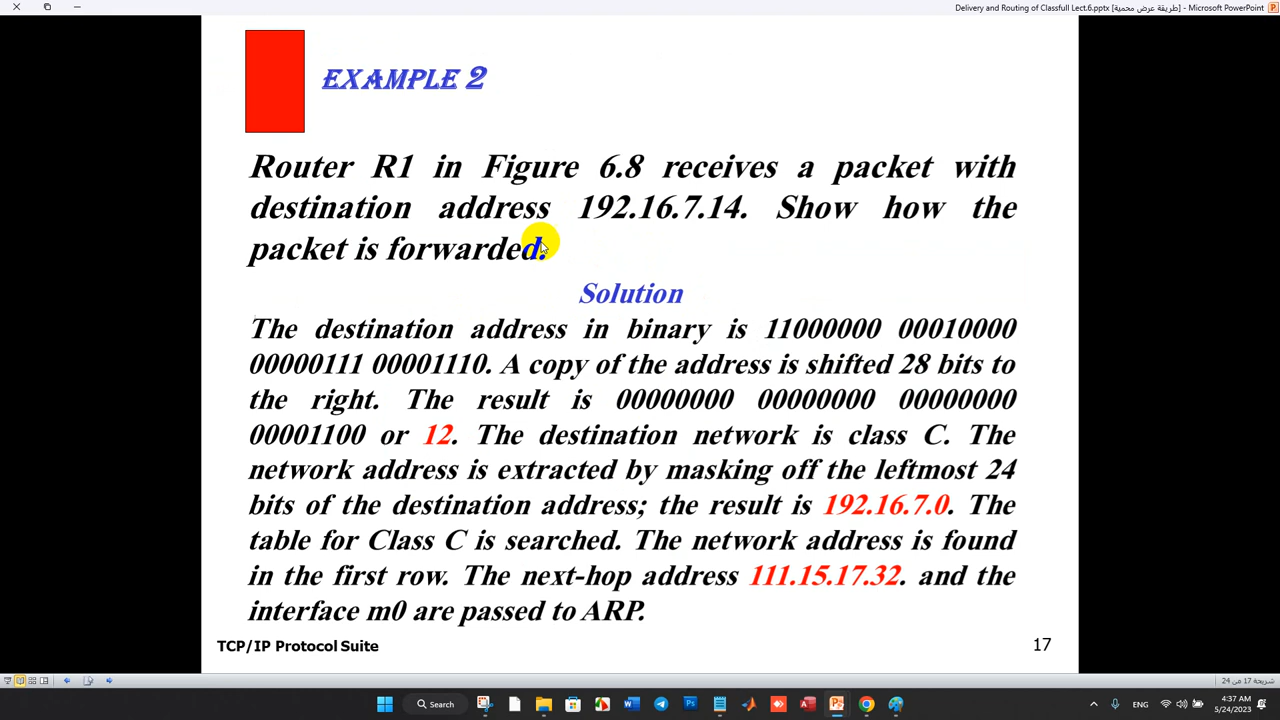 Delivery and Routing of Classfull Lect.6.pptx [طريقة عرض محمية] - Microsoft PowerPoint
EXAMPLE 2
Router R1 in Figure 6.8 receives a packet with
destination address 192.16.7.14. Show how the
packet is forwarded.
Solution
The destination address in binary is 11000000 00010000
00000111 00001110. A copy of the address is shifted 28 bits to
the right. The result is 00000000 00000000 00000000
00001100 or 12. The destination network is class C. The
network address is extracted by masking off the leftmost 24
bits of the destination address; the result is 192.16.7.0. The
table for Class C is searched. The network address is found
in the first row. The next-hop address 111.15.17.32. and the
interface m0 are passed to ARP.
TCP/IP Protocol Suite
17
شريحة 17 من 24
Search
ENG
4:37 AM
5/24/2023